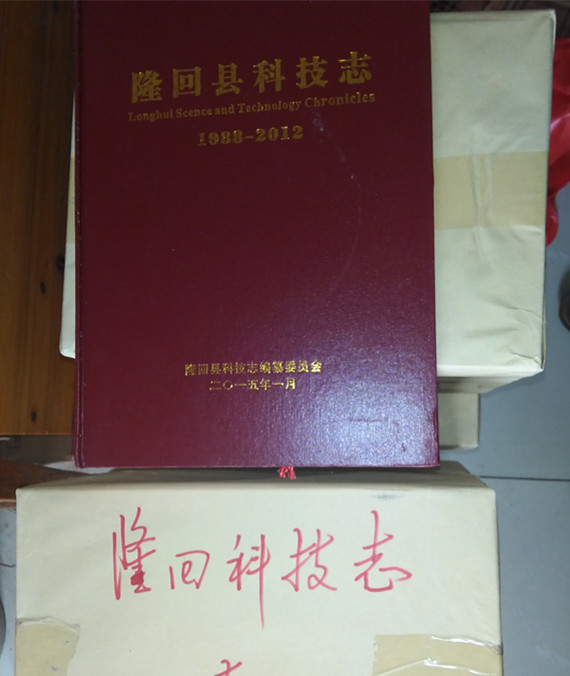 隆回县科技志
Longhui Scence and Technology Chronicles
1988-2012
隆回县科技志编纂委员会
二〇一五年一月
隆回科技志